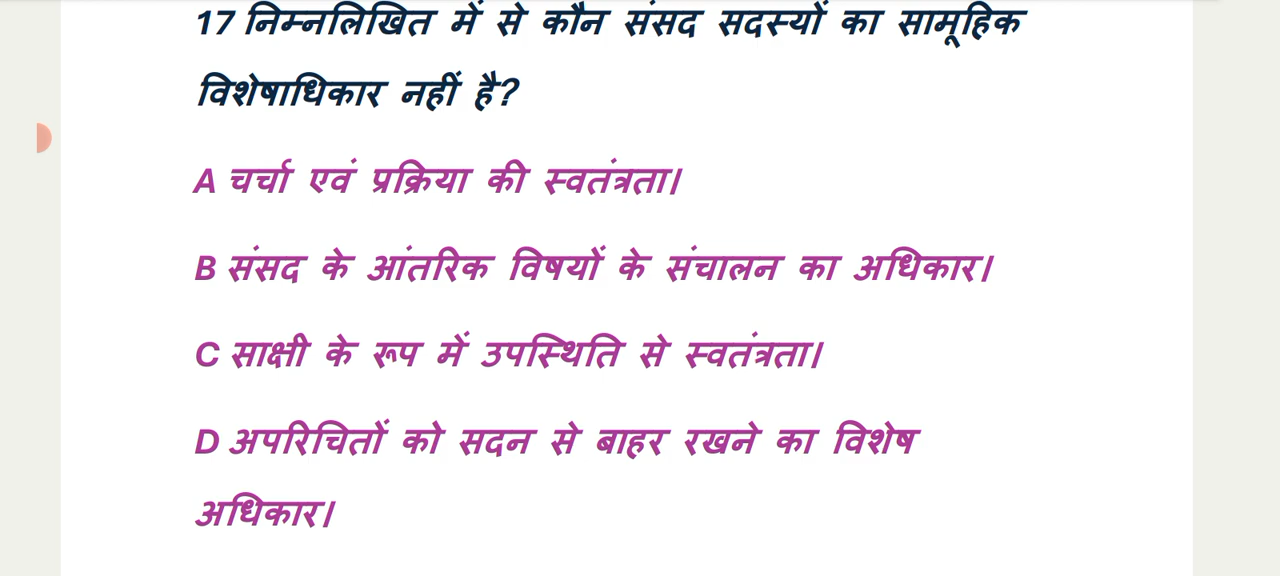 17 निम्नलिखित में से कौन संसद सदस्यों का सामूहिक
विशेषाधिकार नहीं है?
A चर्चा एवं प्रक्रिया की स्वतंत्रता।
B संसद के आंतरिक विषयों के संचालन का अधिकार।
C साक्षी के रूप में उपस्थिति से स्वतंत्रता।
D अपरिचितों को सदन से बाहर रखने का विशेष
अधिकार।